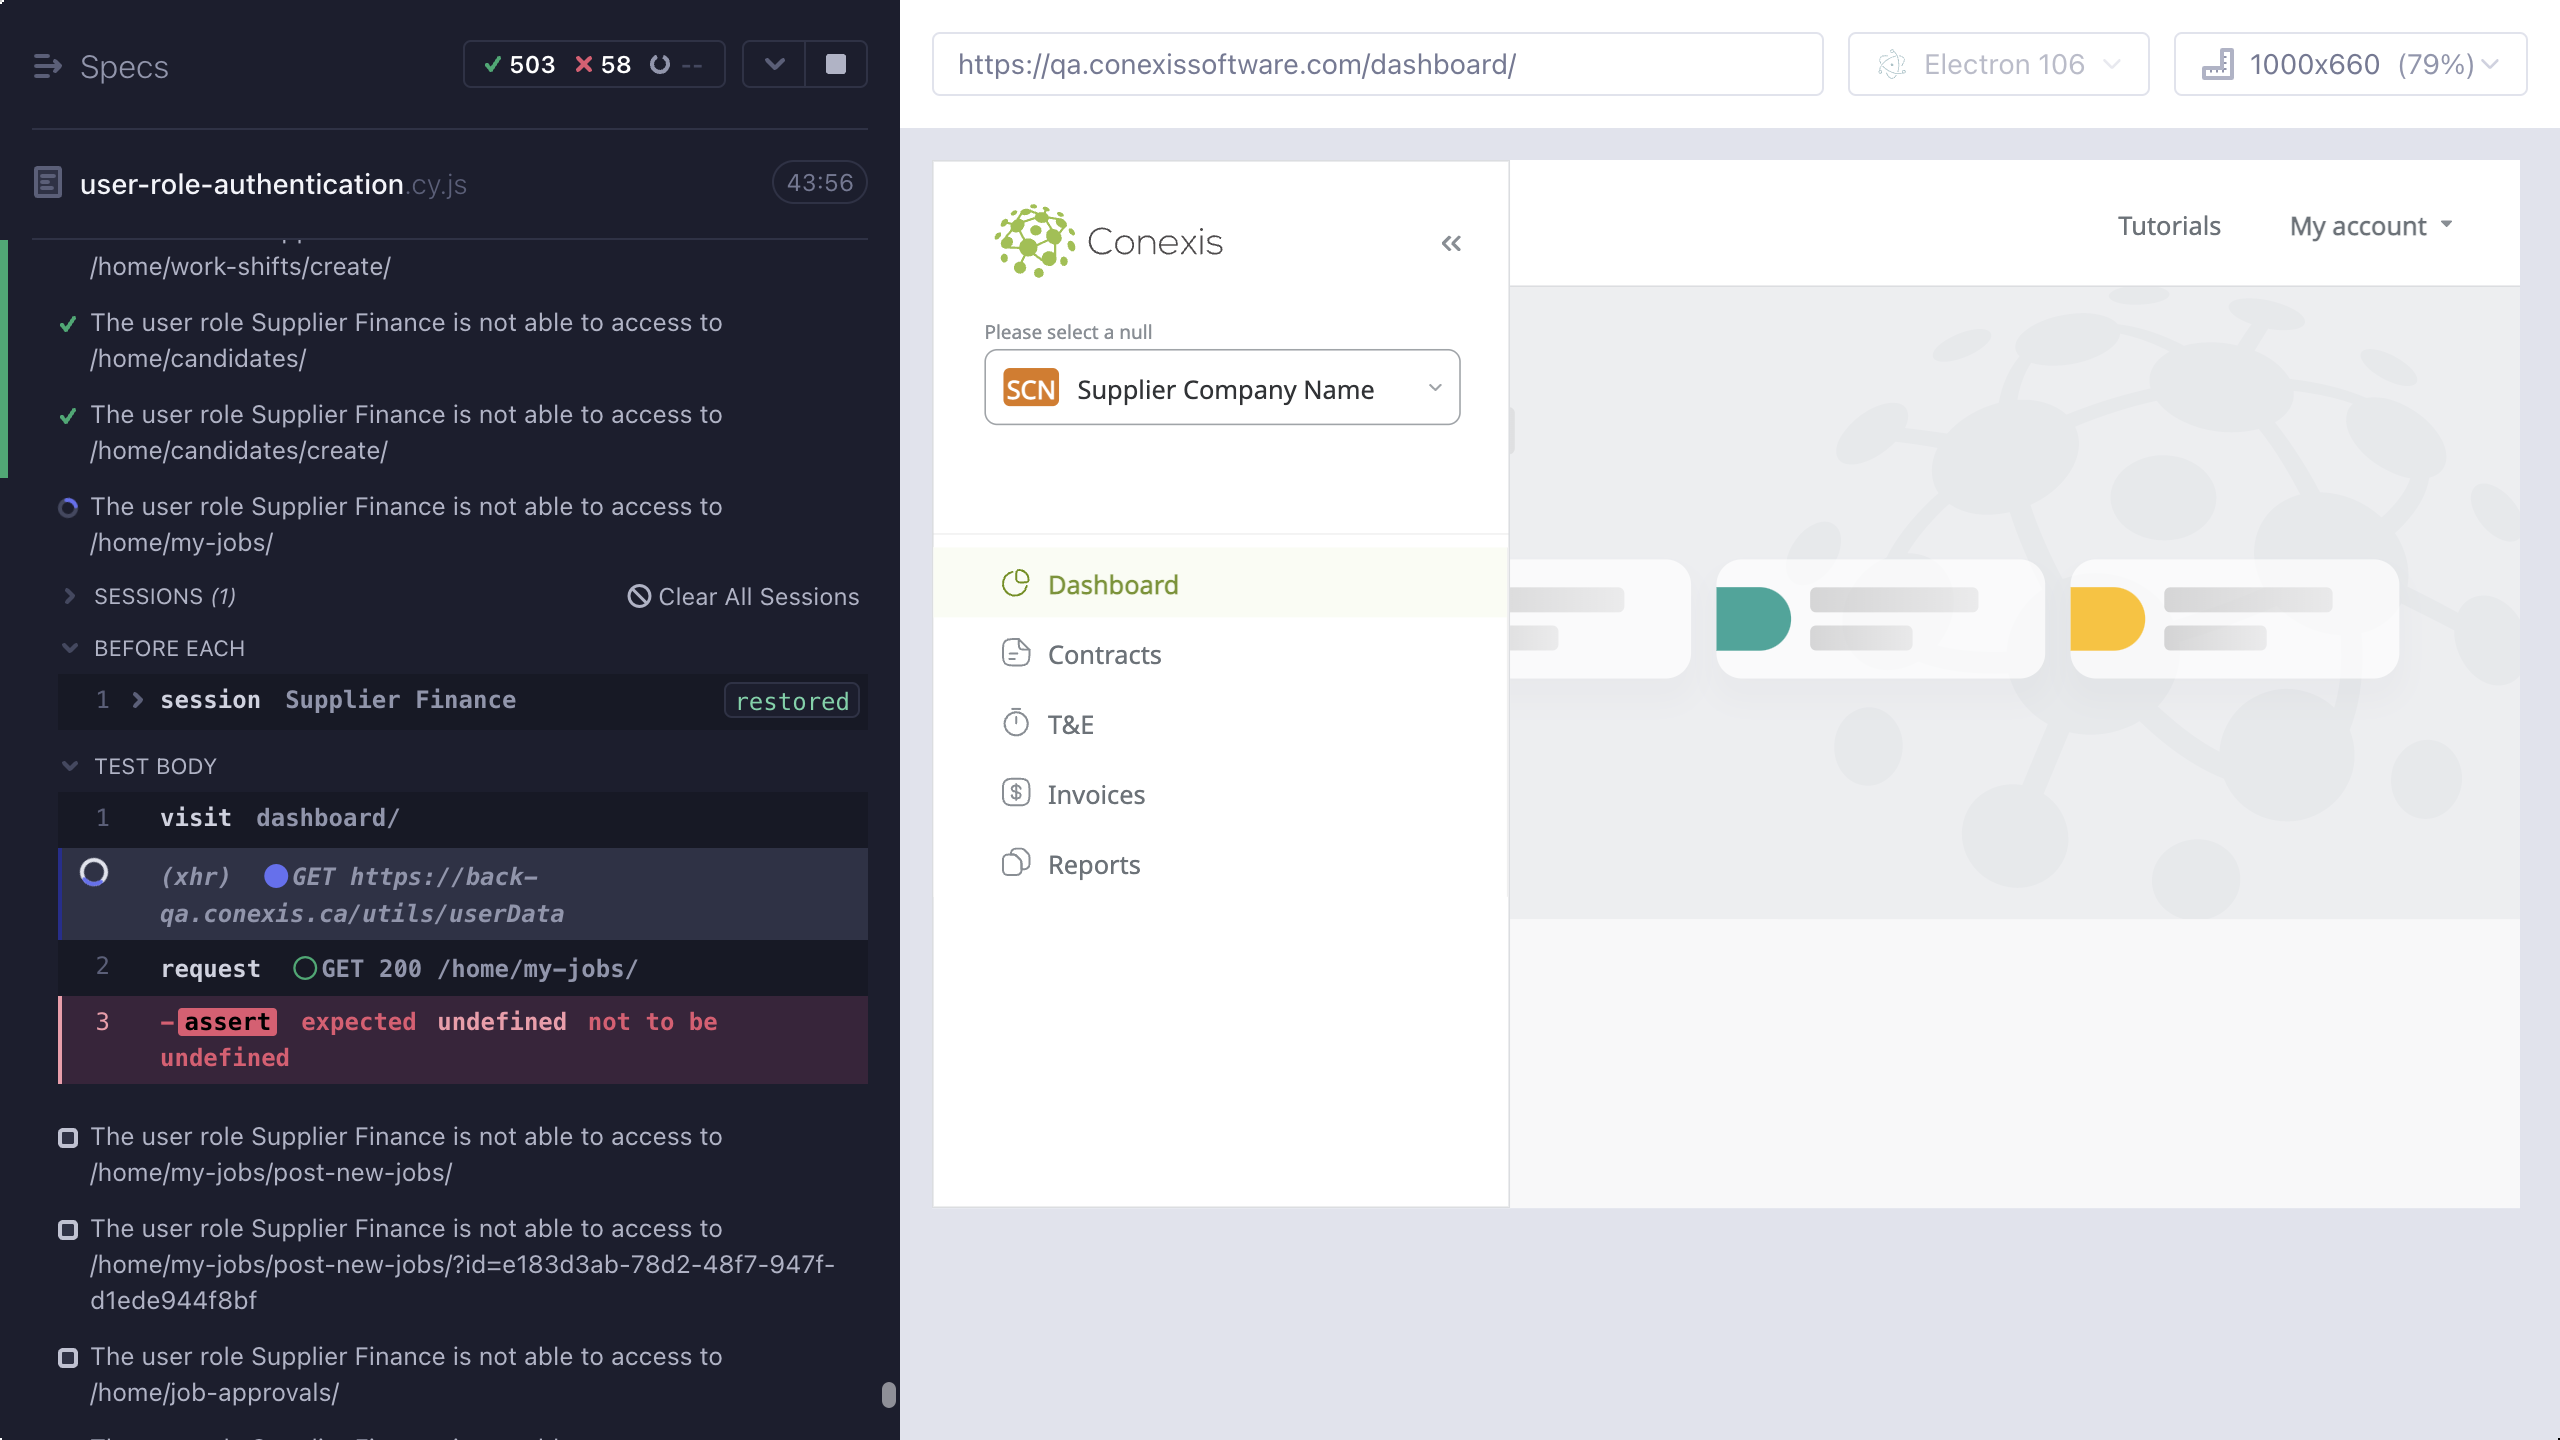 Specs
503 58 --
user-role-authentication.cy.js
43:56
/home/work-shifts/create/
The user role Supplier Finance is not able to access to
/home/candidates/
The user role Supplier Finance is not able to access to
/home/candidates/create/
The user role Supplier Finance is not able to access to
/home/my-jobs/
SESSIONS (1)
Clear All Sessions
BEFORE EACH
1 session Supplier Finance restored
TEST BODY
1 visit dashboard/
(xhr) GET https://back-
qa.conexis.ca/utils/userData
2 request GET 200 /home/my-jobs/
3 -assert expected undefined not to be
undefined
The user role Supplier Finance is not able to access to
/home/my-jobs/post-new-jobs/
The user role Supplier Finance is not able to access to
/home/my-jobs/post-new-jobs/?id=e183d3ab-78d2-48f7-947f-
d1ede944f8bf
The user role Supplier Finance is not able to access to
/home/job-approvals/
https://qa.conexissoftware.com/dashboard/
Electron 106
1000x660 (79%)
Conexis
Tutorials
My account
Please select a null
SCN Supplier Company Name
Dashboard
Contracts
T&E
Invoices
Reports